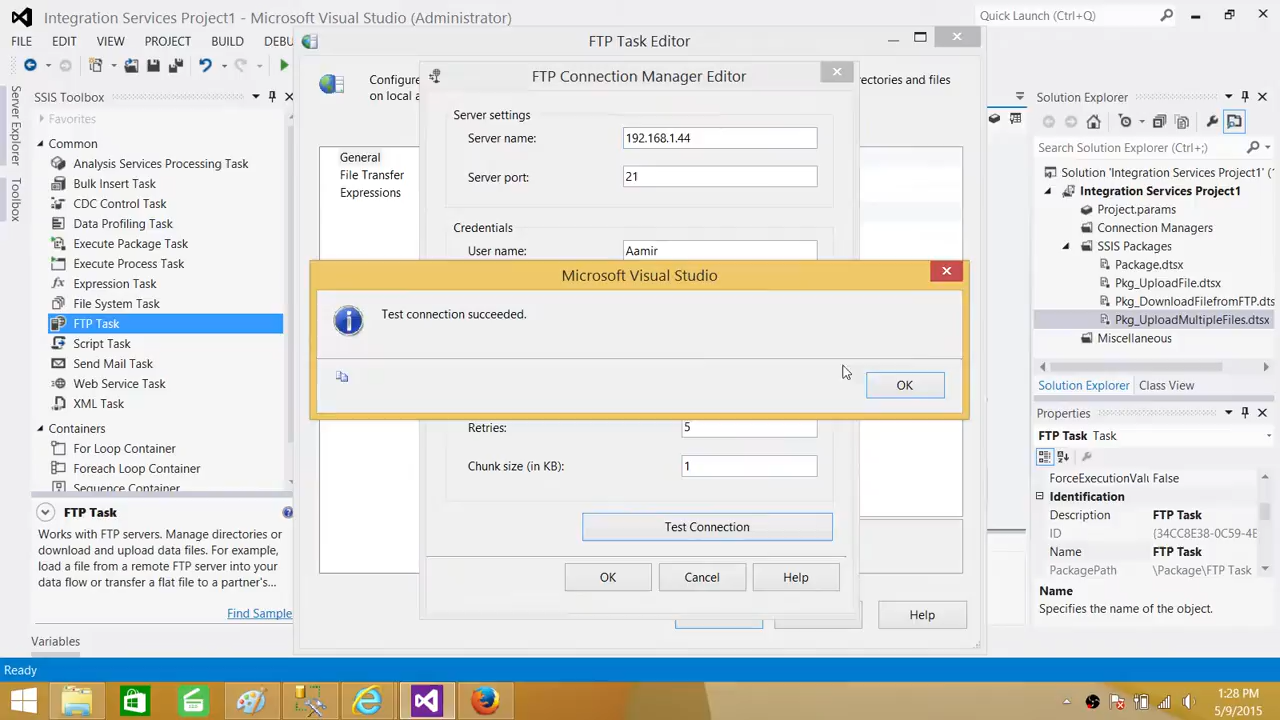 Integration Services Project1 - Microsoft Visual Studio (Administrator)
Quick Launch (Ctrl+Q)
FILE EDIT VIEW PROJECT BUILD DEBU
FTP Task Editor
Configure
on local a
rectories and files
FTP Connection Manager Editor
Server Explorer
Toolbox
SSIS Toolbox
Favorites
Common
Analysis Services Processing Task
Bulk Insert Task
CDC Control Task
Data Profiling Task
Execute Package Task
Execute Process Task
Expression Task
File System Task
FTP Task
Script Task
Send Mail Task
Web Service Task
XML Task
Containers
For Loop Container
Foreach Loop Container
Sequence Container
FTP Task
Works with FTP servers. Manage directories or
download and upload data files. For example,
load a file from a remote FTP server into your
data flow or transfer a flat file to a partner's...
Find Sample
Variables
General
File Transfer
Expressions
Server settings
Server name: 192.168.1.44
Server port: 21
Credentials
User name: Aamir
Microsoft Visual Studio
Test connection succeeded.
OK
Retries: 5
Chunk size (in KB): 1
Test Connection
OK Cancel Help
Help
Solution Explorer
Search Solution Explorer (Ctrl+;)
Solution 'Integration Services Project1' (
Integration Services Project1
Project.params
Connection Managers
SSIS Packages
Package.dtsx
Pkg_UploadFile.dtsx
Pkg_DownloadFilefromFTP.dts
Pkg_UploadMultipleFiles.dtsx
Miscellaneous
Solution Explorer Class View
Properties
FTP Task Task
ForceExecutionValu False
Identification
Description FTP Task
ID {34CC8E38-0C59-4E
Name FTP Task
PackagePath \Package\FTP Task
Name
Specifies the name of the object.
Ready
1:28 PM
5/9/2015